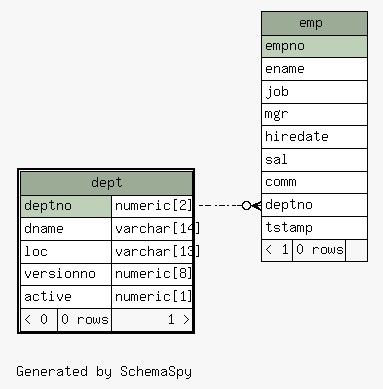 emp
empno
ename
job
mgr
hiredate
sal
comm
deptno
tstamp
< 1 0 rows
dept
deptno numeric[2]
dname varchar[14]
loc varchar[13]
versionno numeric[8]
active numeric[1]
< 0 0 rows 1 >
Generated by SchemaSpy